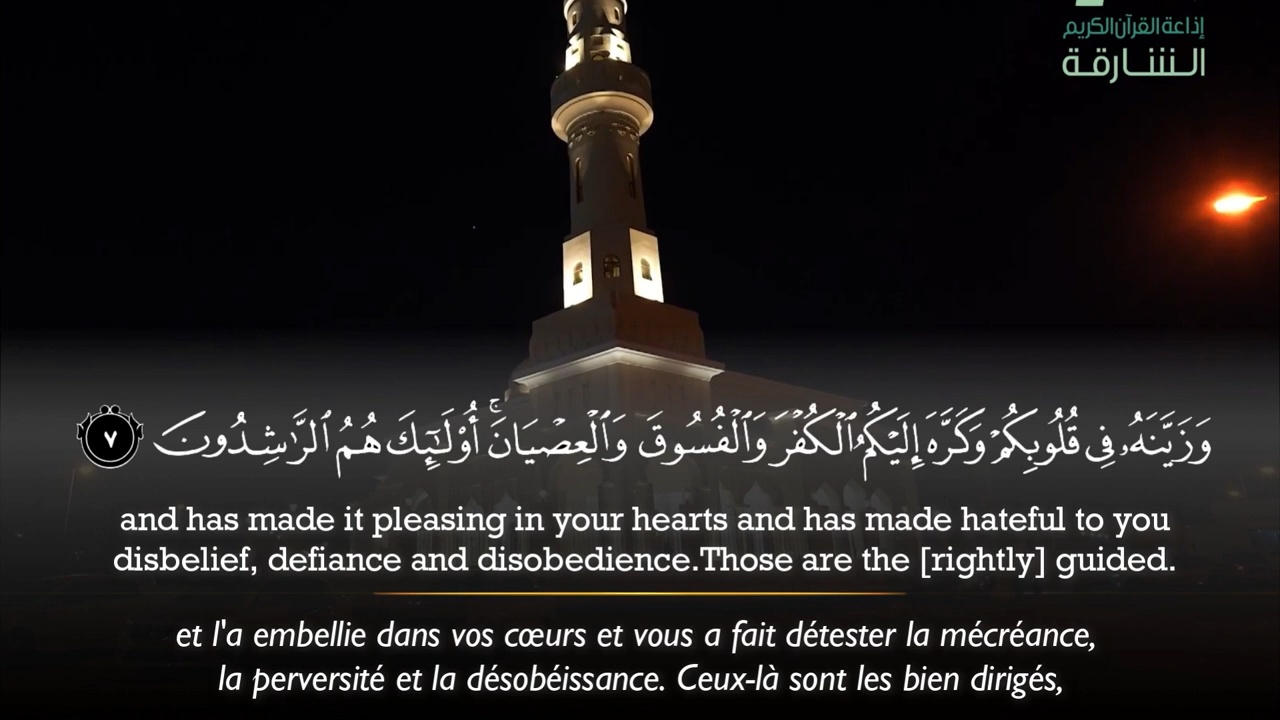 إذاعة القرآن الكريم
الشارقة
وَزَيَّنَهُۥ فِى قُلُوبِكُمْ وَكَرَّهَ إِلَيْكُمُ ٱلْكُفْرَ وَٱلْفُسُوقَ وَٱلْعِصْيَانَ ۚ أُو۟لَـٰٓئِكَ هُمُ ٱلرَّٰشِدُونَ ٧
and has made it pleasing in your hearts and has made hateful to you
disbelief, defiance and disobedience.Those are the [rightly] guided.
et l'a embellie dans vos cœurs et vous a fait détester la mécréance,
la perversité et la désobéissance. Ceux-là sont les bien dirigés,